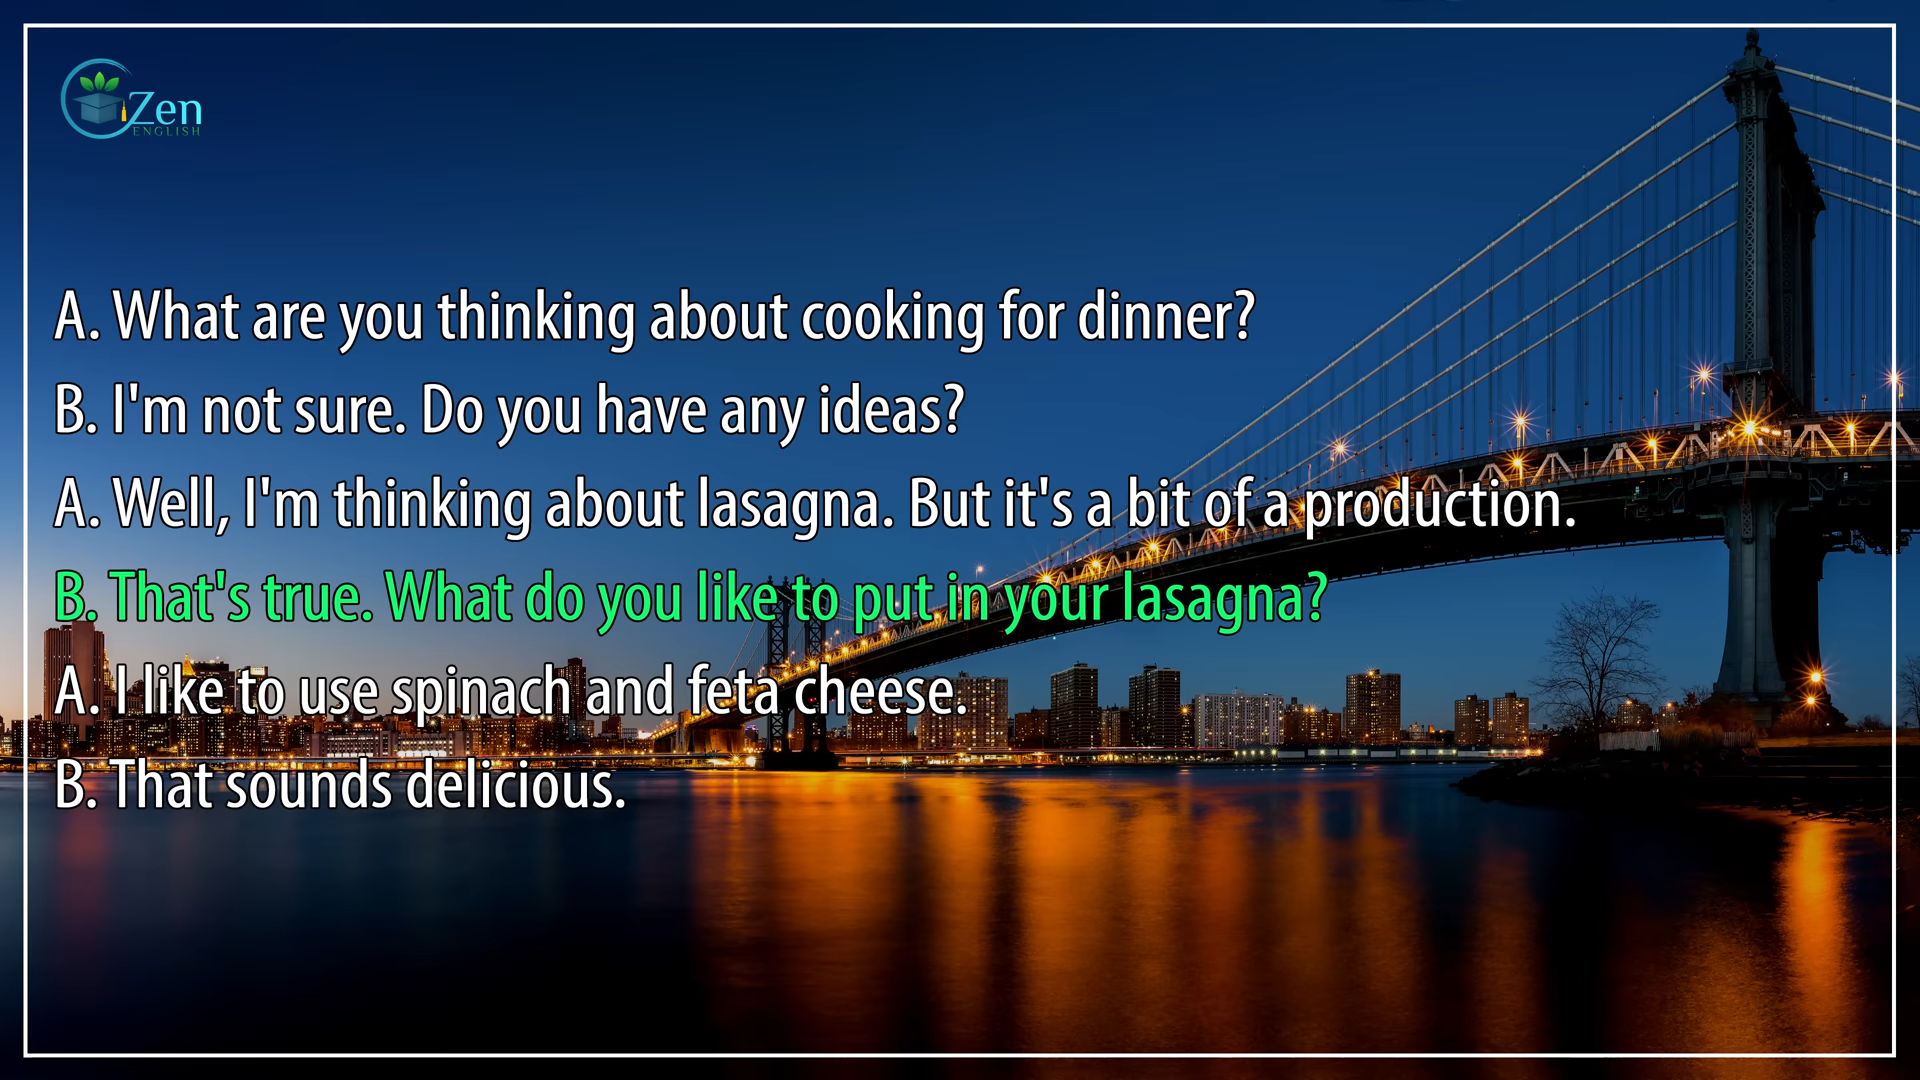 Zen
ENGLISH
A. What are you thinking about cooking for dinner?
B. I'm not sure. Do you have any ideas?
A. Well, I'm thinking about lasagna. But it's a bit of a production.
B. That's true. What do you like to put in your lasagna?
A. I like to use spinach and feta cheese.
B. That sounds delicious.